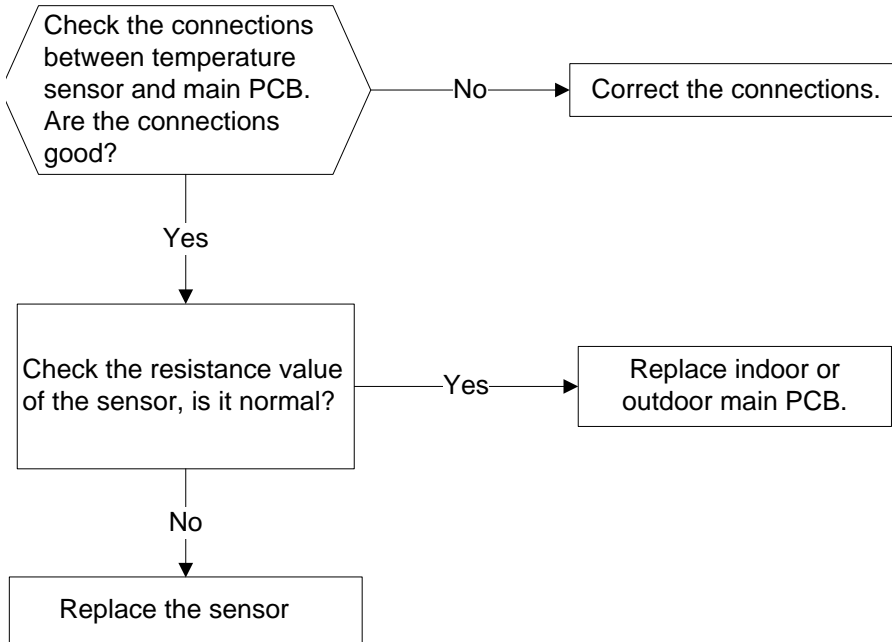 Check the connections
between temperature
sensor and main PCB.
Are the connections
good?
No
Correct the connections.
Yes
Check the resistance value
of the sensor, is it normal?
Yes
Replace indoor or
outdoor main PCB.
No
Replace the sensor